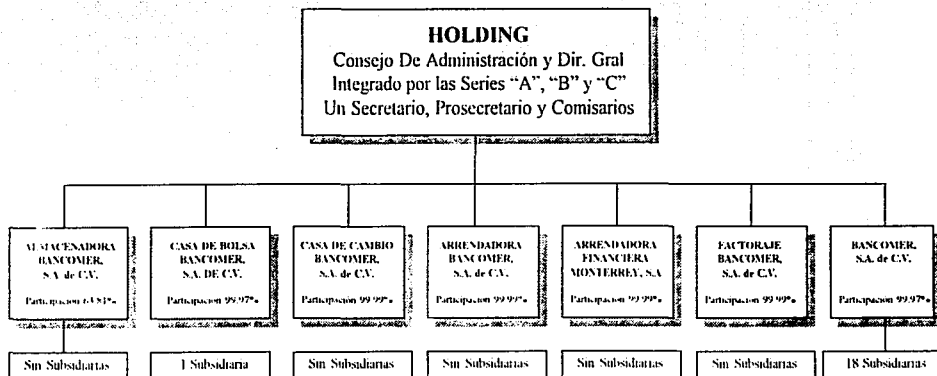 HOLDING
Consejo De Administración y Dir. Gral
Integrado por las Series "A", "B" y "C"
Un Secretario, Prosecretario y Comisarios
ALMACENADORA
BANCOMER,
S.A. de C.V.
Participación
CASA DE BOLSA
BANCOMER,
S.A. DE C.V.
Participación 99.97%
CASA DE CAMBIO
BANCOMER,
S.A. de C.V.
Participación 99.99%
ARRENDADORA
BANCOMER,
S.A. de C.V.
Participación 99.99%
ARRENDADORA
FINANCIERA
MONTERREY, S.A
Participación 99.99%
FACTORAJE
BANCOMER,
S.A. de C.V.
Participación 99.99%
BANCOMER,
S.A. de C.V.
Participación 99.97%
Sin Subsidiarias
1 Subsidiaria
Sin Subsidiarias
Sin Subsidiarias
Sin Subsidiarias
Sin Subsidiarias
18 Subsidiarias